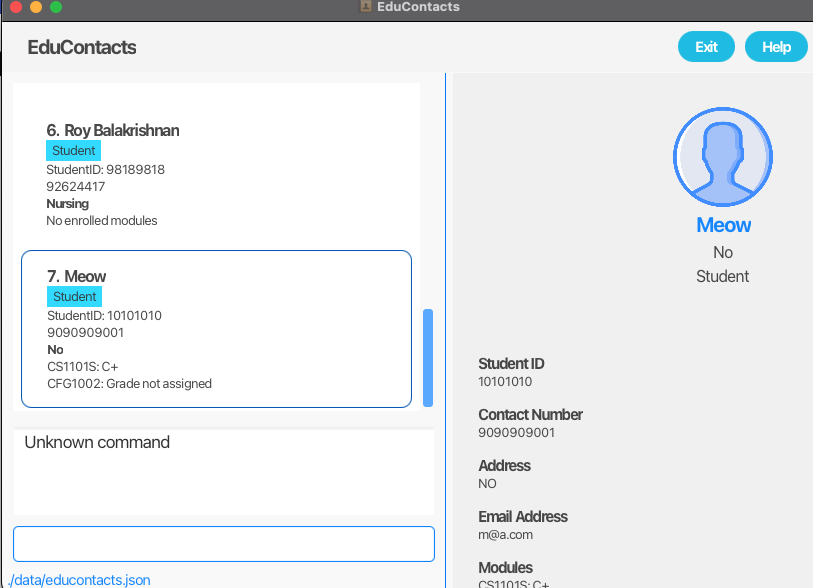 EduContacts
EduContacts
Exit
Help
6. Roy Balakrishnan
Student
StudentID: 98189818
92624417
Nursing
No enrolled modules
7. Meow
Student
StudentID: 10101010
9090909001
No
CS1101S: C+
CFG1002: Grade not assigned
Unknown command
./data/educontacts.json
Meow
No
Student
Student ID
10101010
Contact Number
9090909001
Address
NO
Email Address
m@a.com
Modules
CS1101S: C+